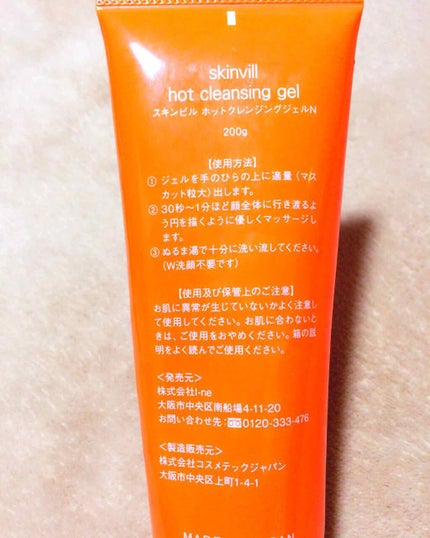 skinvill
hot cleansing gel
スキンビル ホットクレンジングジェルN
200g
【使用方法】
① ジェルを手のひらの上に適量(マス
カット粒大)出します。
② 30秒〜1分ほど顔全体に行き渡るよ
う円を描くように優しくマッサージし
ます。
③ ぬるま湯で十分に洗い流してください。
(W洗顔不要です)
【使用及び保管上のご注意】
お肌に異常が生じていないかよく注意し
て使用してください。お肌に合わないと
きは、ご使用をおやめください。箱の説
明をよく読んでご使用ください。
<発売元>
株式会社I-ne
大阪市中央区南船場4-11-20
お問い合わせ先:0120-333-476
<製造販売元>
株式会社コスメテックジャパン
大阪市中央区上町1-4-1